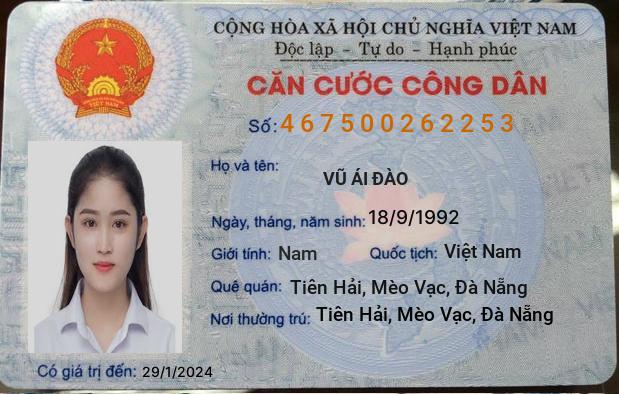 CỘNG HÒA XÃ HỘI CHỦ NGHĨA VIỆT NAM
Độc lập - Tự do - Hạnh phúc
CĂN CƯỚC CÔNG DÂN
Số: 467500262253
Họ và tên:
VŨ ÁI ĐÀO
Ngày, tháng, năm sinh: 18/9/1992
Giới tính: Nam Quốc tịch: Việt Nam
Quê quán: Tiên Hải, Mèo Vạc, Đà Nẵng
Nơi thường trú: Tiên Hải, Mèo Vạc, Đà Nẵng
Có giá trị đến: 29/1/2024
VIỆT NAM